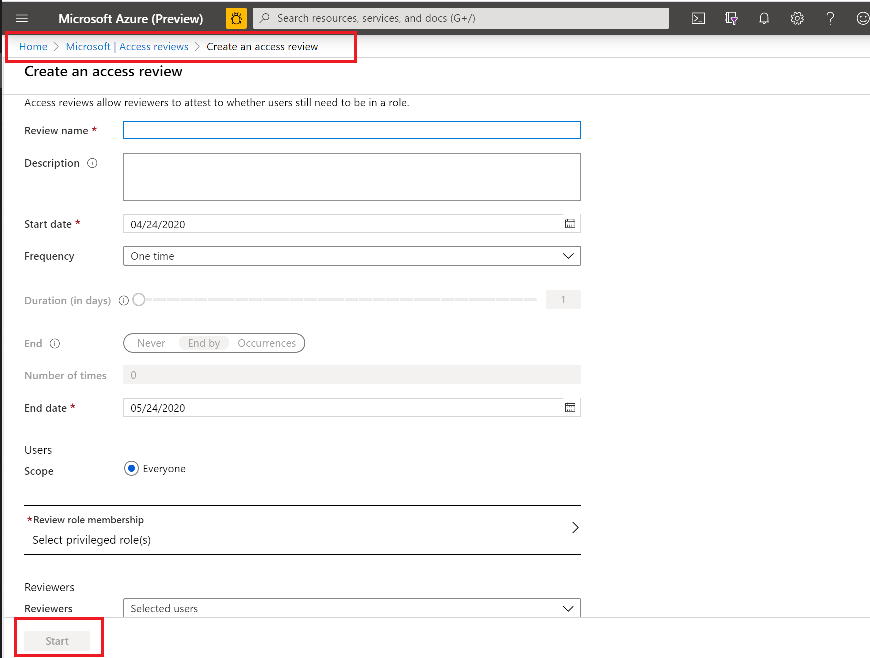 Microsoft Azure (Preview) Search resources, services, and docs (G+/)
Home > Microsoft | Access reviews > Create an access review
Create an access review
Access reviews allow reviewers to attest to whether users still need to be in a role.
Review name *
Description
Start date * 04/24/2020
Frequency One time
Duration (in days) 1
End Never End by Occurrences
Number of times 0
End date * 05/24/2020
Users
Scope Everyone
*Review role membership
Select privileged role(s)
Reviewers
Reviewers Selected users
Start